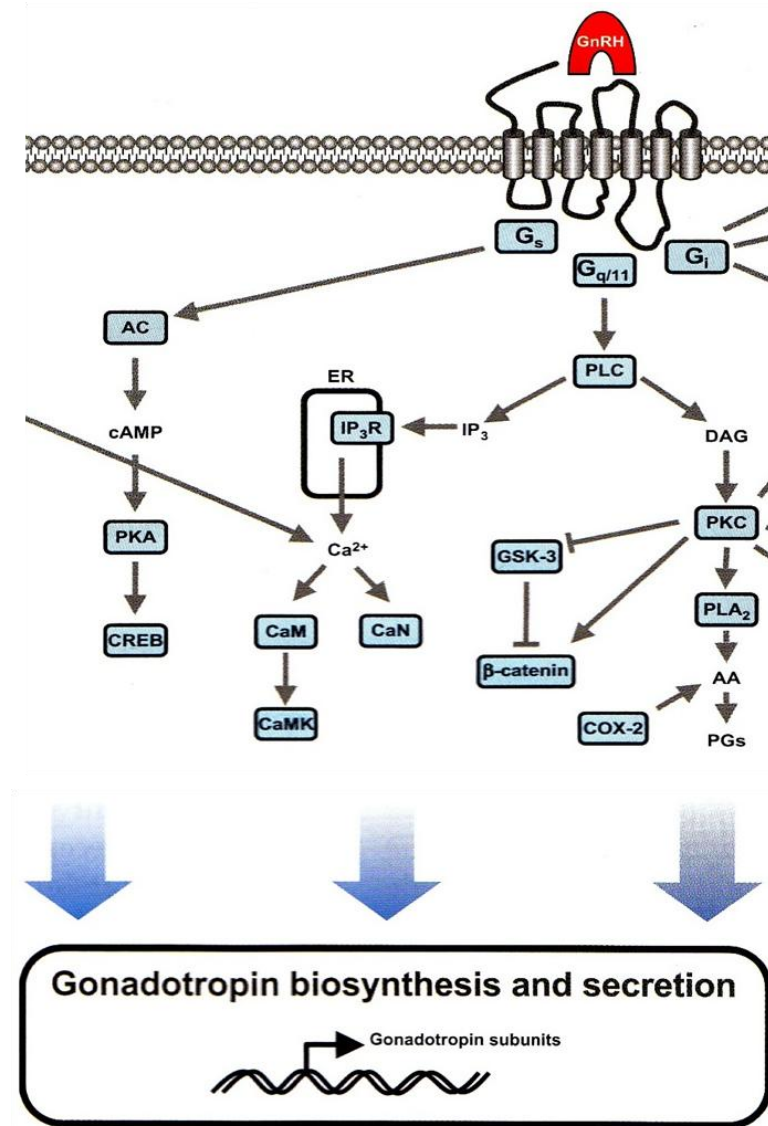 GnRH
Gs
Gq/11
Gi
AC
PLC
ER
cAMP
IP3R
IP3
DAG
PKA
Ca2+
GSK-3
PKC
CREB
CaM
CaN
PLA2
β-catenin
AA
CaMK
COX-2
PGs
Gonadotropin biosynthesis and secretion
Gonadotropin subunits